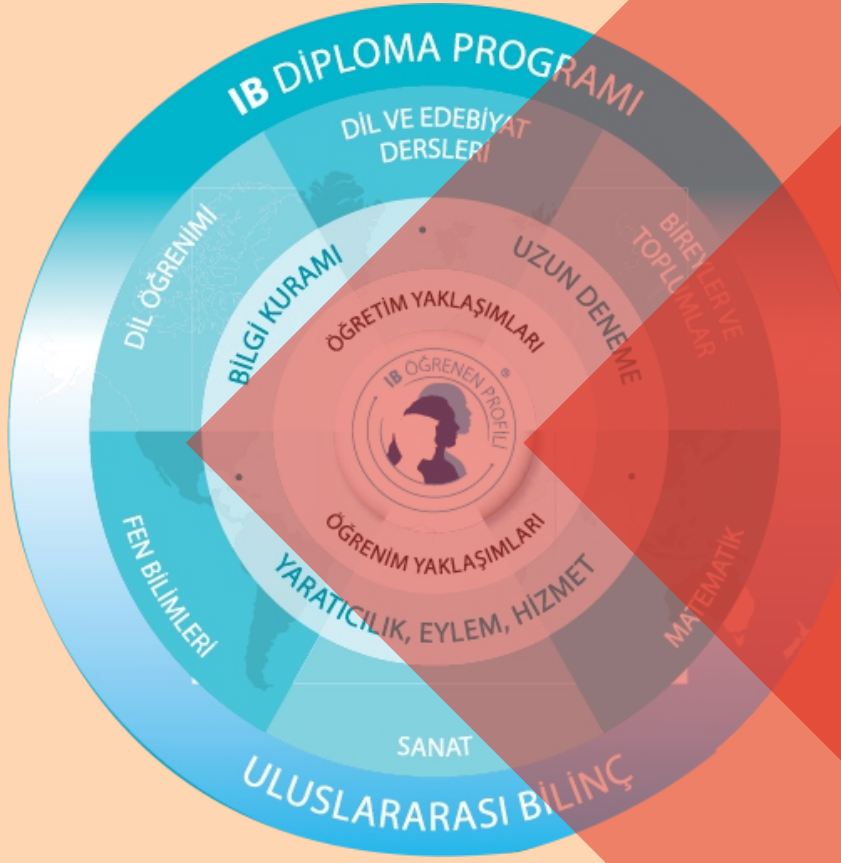 IB DİPLOMA PROGRAMI
DİL VE EDEBİYAT
DERSLERİ
DİL ÖĞRENİMİ
BİREYLER VE
TOPLUMLAR
BİLGİ KURAMI
UZUN DENEME
ÖĞRETİM YAKLAŞIMLARI
IB ÖĞRENEN PROFİLİ
®
ÖĞRENİM YAKLAŞIMLARI
YARATICILIK, EYLEM, HİZMET
FEN BİLİMLERİ
MATEMATİK
SANAT
ULUSLARARASI BİLİNÇ